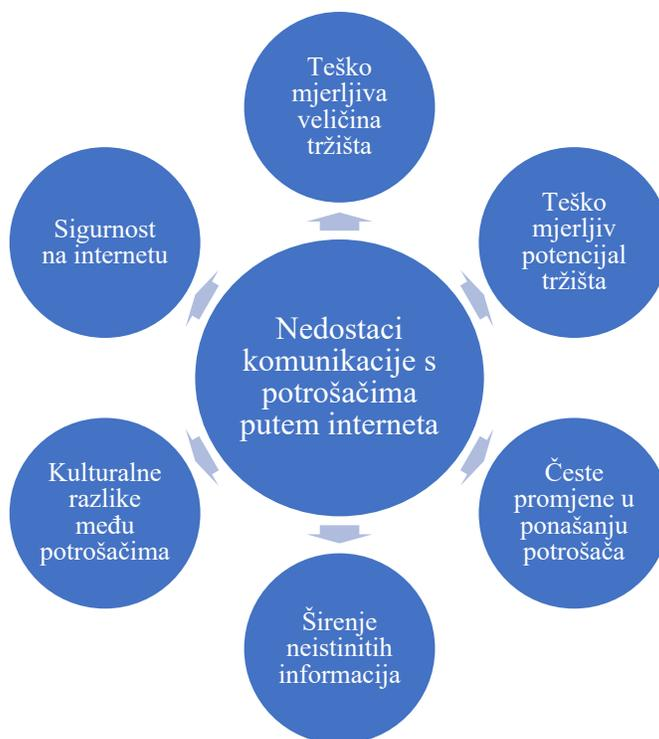 Teško
mjerljiva
veličina
tržišta
Teško
mjerljiv
potencijal
tržišta
Sigurnost
na internetu
Nedostaci
komunikacije s
potrošačima
putem interneta
Kulturalne
razlike
među
potrošačima
Česte
promjene u
ponašanju
potrošača
Širenje
neistinitih
informacija